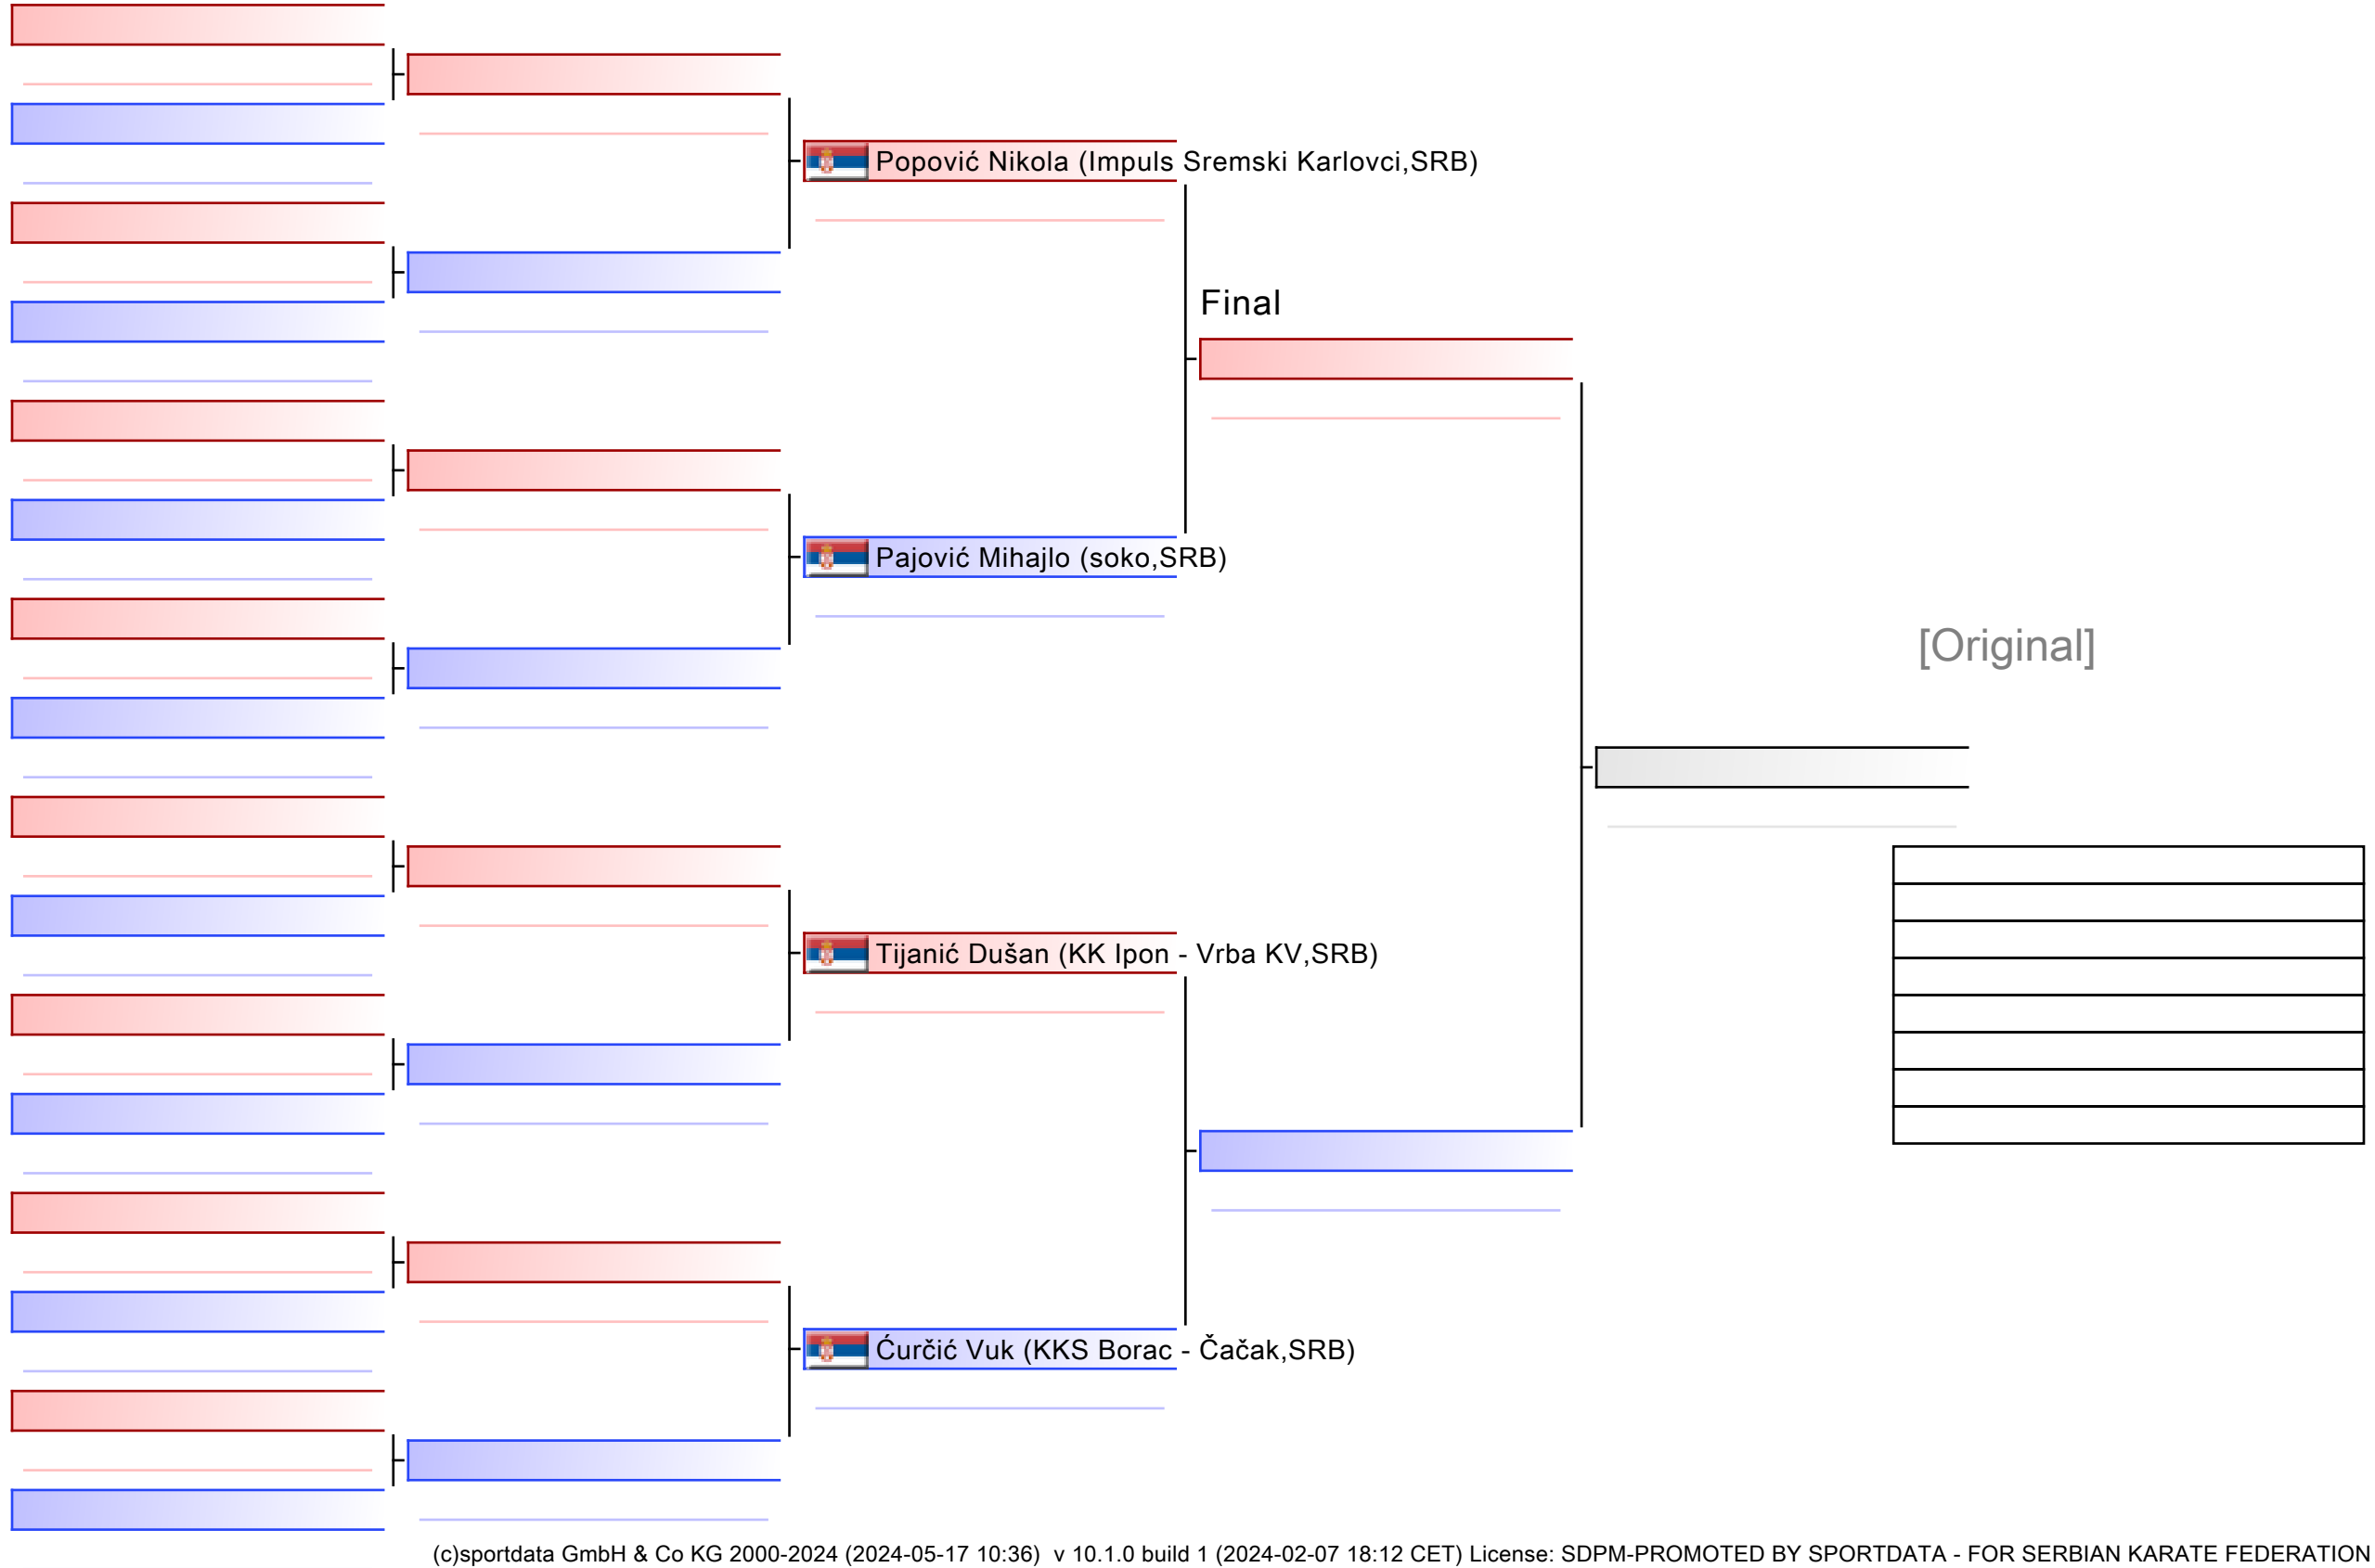 Popović Nikola (Impuls Sremski Karlovci,SRB)
Final
Pajović Mihajlo (soko,SRB)
[Original]
Tijanić Dušan (KK Ipon - Vrba KV,SRB)
Ćurčić Vuk (KKS Borac - Čačak,SRB)
(c)sportdata GmbH & Co KG 2000-2024 (2024-05-17 10:36)  v 10.1.0 build 1 (2024-02-07 18:12 CET) License: SDPM-PROMOTED BY SPORTDATA - FOR SERBIAN KARATE FEDERATION